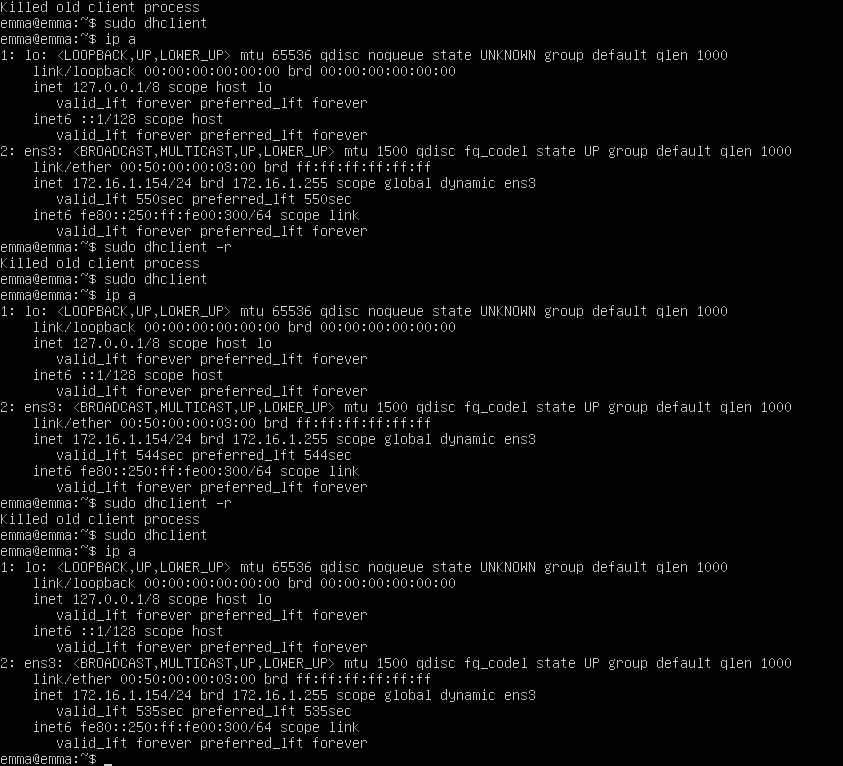 Killed old client process
emma@emma:~$ sudo dhclient
emma@emma:~$ ip a
1: lo: <LOOPBACK,UP,LOWER_UP> mtu 65536 qdisc noqueue state UNKNOWN group default qlen 1000
    link/loopback 00:00:00:00:00:00 brd 00:00:00:00:00:00
    inet 127.0.0.1/8 scope host lo
       valid_lft forever preferred_lft forever
    inet6 ::1/128 scope host
       valid_lft forever preferred_lft forever
2: ens3: <BROADCAST,MULTICAST,UP,LOWER_UP> mtu 1500 qdisc fq_codel state UP group default qlen 1000
    link/ether 00:50:00:00:03:00 brd ff:ff:ff:ff:ff:ff
    inet 172.16.1.154/24 brd 172.16.1.255 scope global dynamic ens3
       valid_lft 550sec preferred_lft 550sec
    inet6 fe80::250:ff:fe00:300/64 scope link
       valid_lft forever preferred_lft forever
emma@emma:~$ sudo dhclient -r
Killed old client process
emma@emma:~$ sudo dhclient
emma@emma:~$ ip a
1: lo: <LOOPBACK,UP,LOWER_UP> mtu 65536 qdisc noqueue state UNKNOWN group default qlen 1000
    link/loopback 00:00:00:00:00:00 brd 00:00:00:00:00:00
    inet 127.0.0.1/8 scope host lo
       valid_lft forever preferred_lft forever
    inet6 ::1/128 scope host
       valid_lft forever preferred_lft forever
2: ens3: <BROADCAST,MULTICAST,UP,LOWER_UP> mtu 1500 qdisc fq_codel state UP group default qlen 1000
    link/ether 00:50:00:00:03:00 brd ff:ff:ff:ff:ff:ff
    inet 172.16.1.154/24 brd 172.16.1.255 scope global dynamic ens3
       valid_lft 544sec preferred_lft 544sec
    inet6 fe80::250:ff:fe00:300/64 scope link
       valid_lft forever preferred_lft forever
emma@emma:~$ sudo dhclient -r
Killed old client process
emma@emma:~$ sudo dhclient
emma@emma:~$ ip a
1: lo: <LOOPBACK,UP,LOWER_UP> mtu 65536 qdisc noqueue state UNKNOWN group default qlen 1000
    link/loopback 00:00:00:00:00:00 brd 00:00:00:00:00:00
    inet 127.0.0.1/8 scope host lo
       valid_lft forever preferred_lft forever
    inet6 ::1/128 scope host
       valid_lft forever preferred_lft forever
2: ens3: <BROADCAST,MULTICAST,UP,LOWER_UP> mtu 1500 qdisc fq_codel state UP group default qlen 1000
    link/ether 00:50:00:00:03:00 brd ff:ff:ff:ff:ff:ff
    inet 172.16.1.154/24 brd 172.16.1.255 scope global dynamic ens3
       valid_lft 535sec preferred_lft 535sec
    inet6 fe80::250:ff:fe00:300/64 scope link
       valid_lft forever preferred_lft forever
emma@emma:~$ _